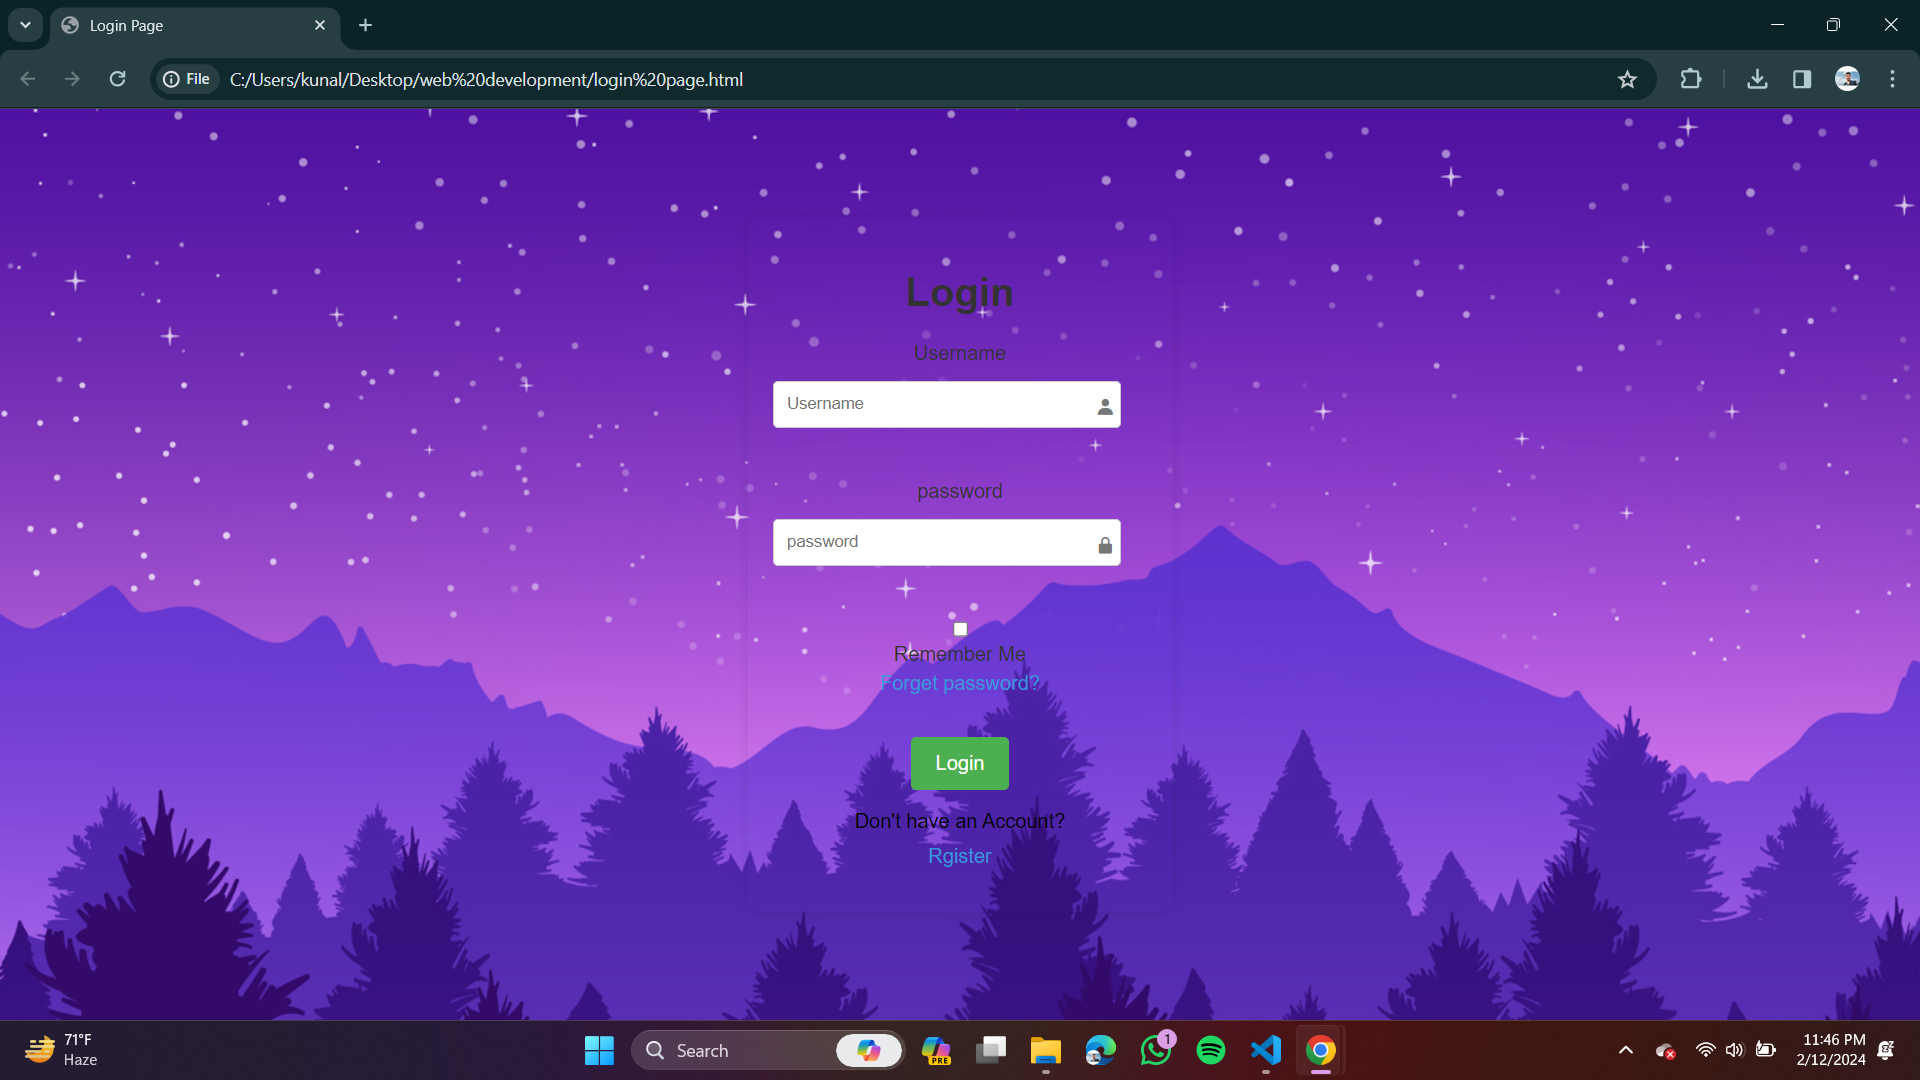 Login Page
File
C:/Users/kunal/Desktop/web%20development/login%20page.html
Login
Username
Username
password
password
Remember Me
Forget password?
Login
Don't have an Account?
Rgister
71°F
Haze
Search
PRE
1
11:46 PM
2/12/2024